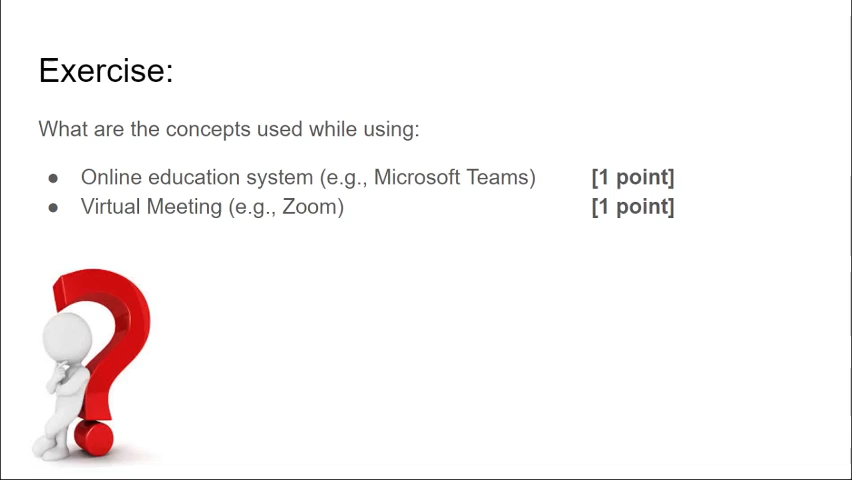 Exercise:
What are the concepts used while using:
● Online education system (e.g., Microsoft Teams) [1 point]
● Virtual Meeting (e.g., Zoom) [1 point]